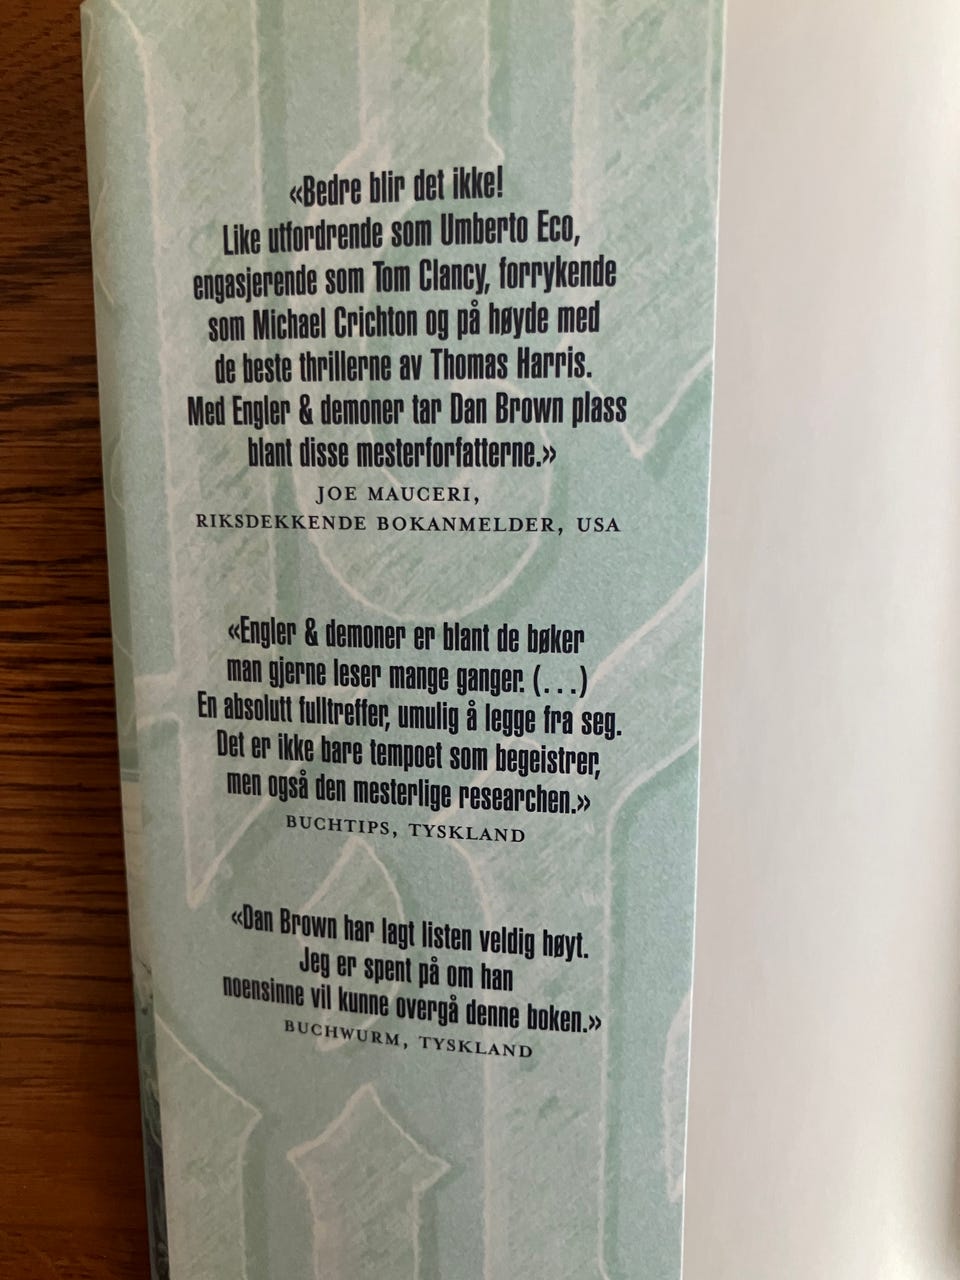 «Bedre blir det ikke!
Like utfordrende som Umberto Eco,
engasjerende som Tom Clancy, forrykende
som Michael Crichton og på høyde med
de beste thrillerne av Thomas Harris.
Med Engler & demoner tar Dan Brown plass
blant disse mesterforfatterne.»
JOE MAUCERI,
RIKSDEKKENDE BOKANMELDER, USA
«Engler & demoner er blant de bøker
man gjerne leser mange ganger. (...)
En absolutt fulltreffer, umulig å legge fra seg.
Det er ikke bare tempoet som begeistrer,
men også den mesterlige researchen.»
BUCHTIPS, TYSKLAND
«Dan Brown har lagt listen veldig høyt.
Jeg er spent på om han
noensinne vil kunne overgå denne boken.»
BUCHWURM, TYSKLAND